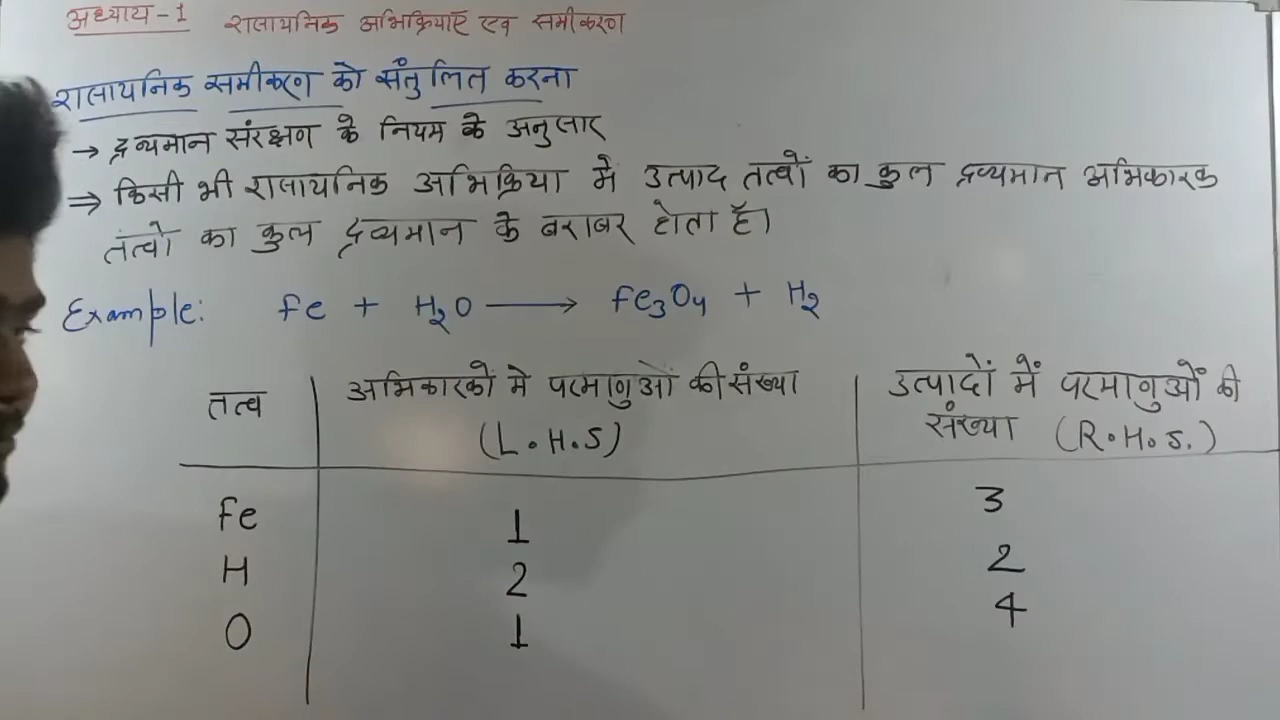 अध्याय - 1 रासायनिक अभिक्रियाएँ एवं समीकरण
रासायनिक समीकरण को संतुलित करना
→ द्रव्यमान संरक्षण के नियम के अनुसार
⇒ किसी भी रासायनिक अभिक्रिया में उत्पाद तत्वों का कुल द्रव्यमान अभिकारक
तत्वों का कुल द्रव्यमान के बराबर होता है।
Example: Fe + H₂O ⟶ Fe₃O₄ + H₂
तत्व अभिकारकों मे परमाणुओं की संख्या (L.H.S) उत्पादों में परमाणुओं की संख्या (R.H.S.)
Fe 1 3
H 2 2
O 1 4